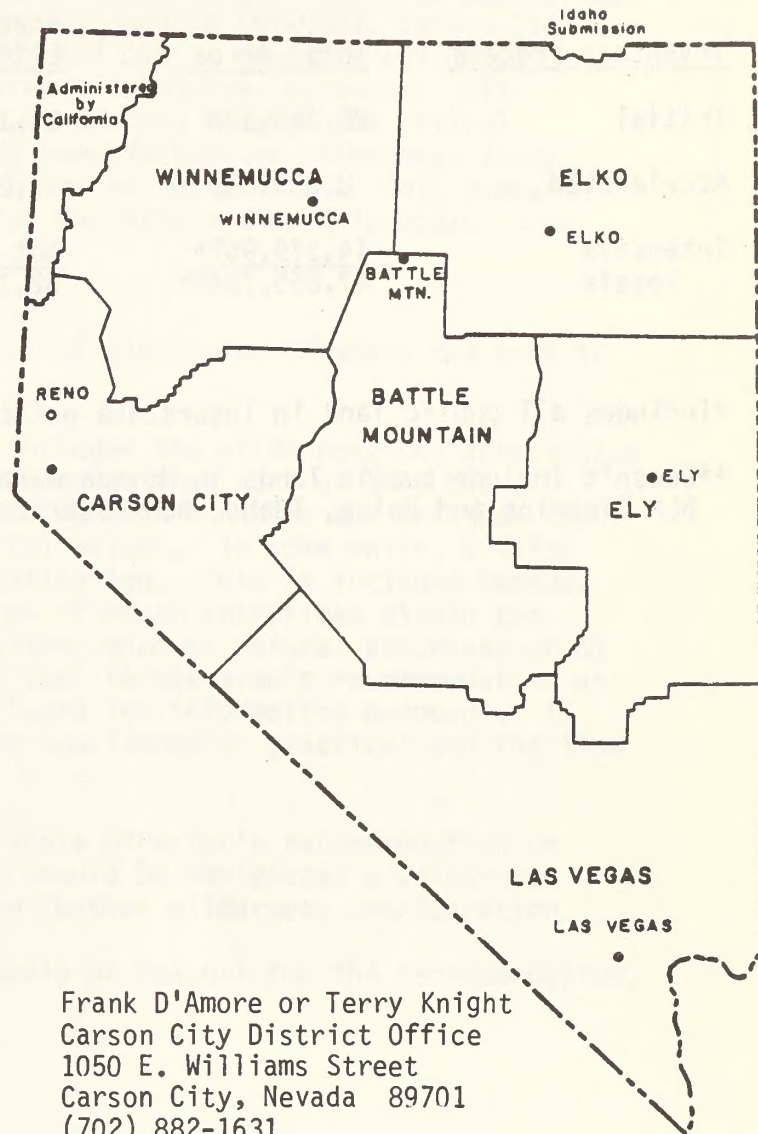 Idaho
Submission
Administered
by
California
WINNEMUCCA
WINNEMUCCA
ELKO
ELKO
BATTLE
MTN.
RENO
BATTLE
MOUNTAIN
ELY
ELY
CARSON CITY
LAS VEGAS
LAS VEGAS
Frank D'Amore or Terry Knight
Carson City District Office
1050 E. Williams Street
Carson City, Nevada 89701
(702) 882-1631